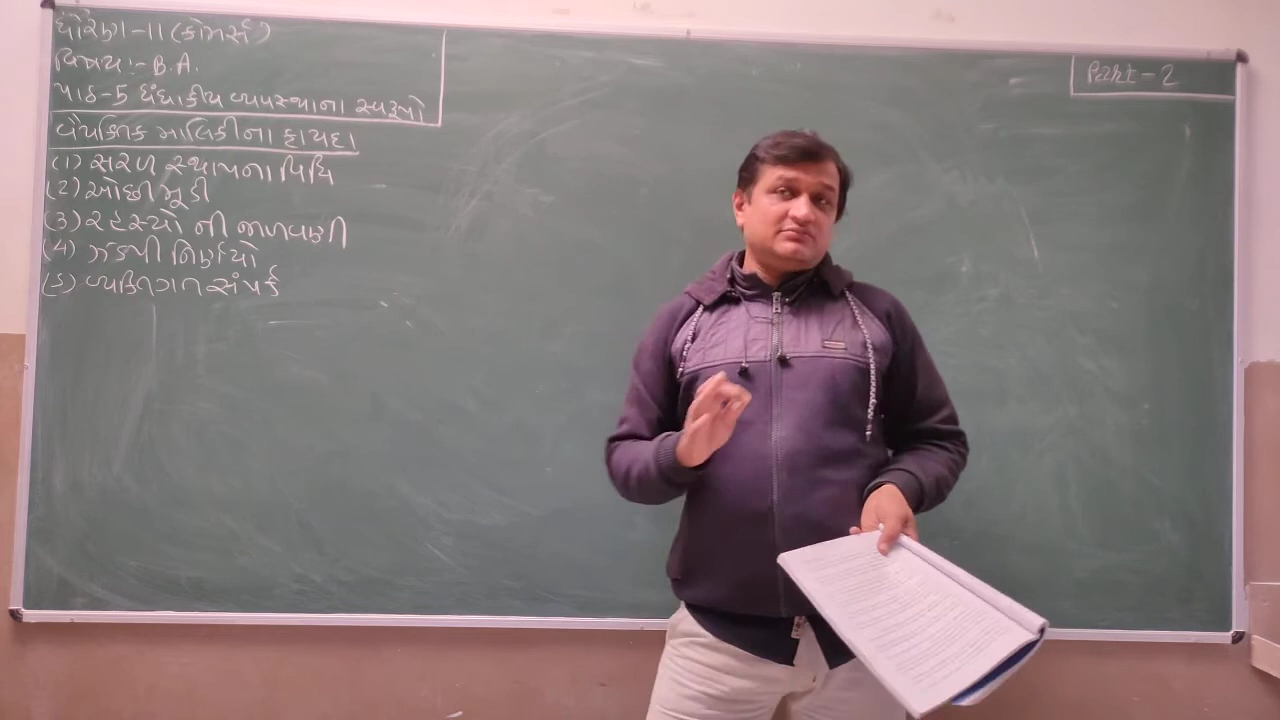 ધોરણ-11 (કોમર્સ)
વિષય:- B.A.
પાઠ-5 ધંધાકીય વ્યવસ્થાના સ્વરૂપો
વૈયક્તિક માલિકીના ફાયદા
(1) સરળ સ્થાપના વિધિ
(2) ઓછી મૂડી
(3) રહસ્યો ની જાળવણી
(4) ઝડપી નિર્ણયો
(5) વ્યક્તિગત સંપર્ક
Part-2